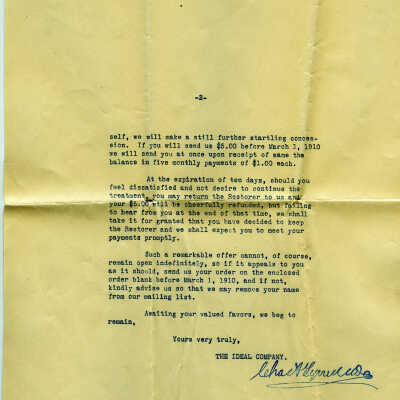 -2-
self, we will make a still further startling conces-
sion. If you will send us $5.00 before March 1, 1910
we will send you at once upon receipt of same the
balance in five monthly payments of $1.00 each.
At the expiration of ten days, should you
feel dissatisfied and not desire to continue the
treatment, you may return the Restorer to us and
your $5.00 will be cheerfully refunded, but failing
to hear from you at the end of that time, we shall
take it for granted that you have decided to keep
the Restorer and we shall expect you to meet your
payments promptly.
Such a remarkable offer cannot, of course,
remain open indefinitely, so if it appeals to you
as it should, send us your order on the enclosed
order blank before March 1, 1910, and if not,
kindly advise us so that we may remove your name
from our mailing list.
Awaiting your valued favors, we beg to
remain,
Yours very truly,
THE IDEAL COMPANY.